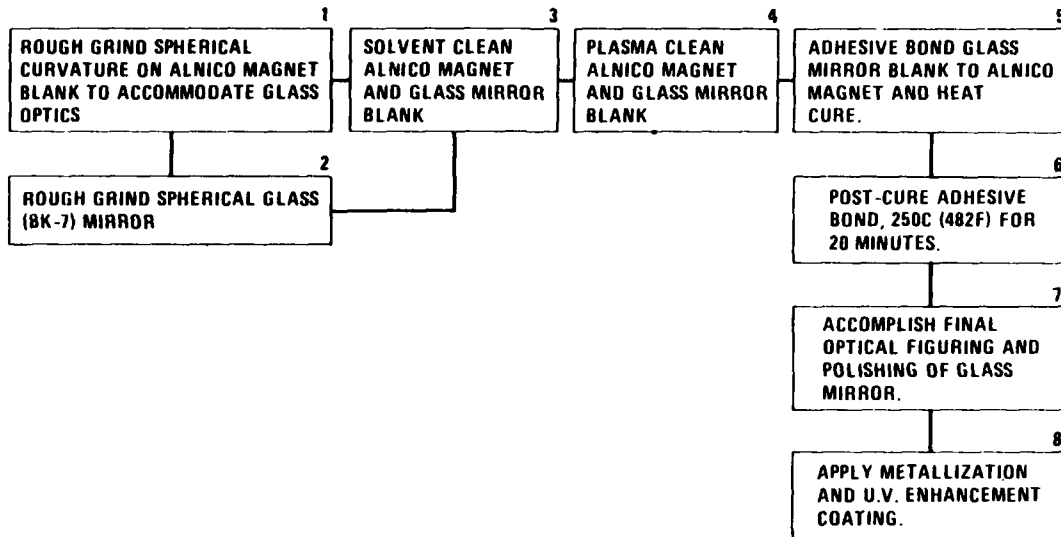 1
ROUGH GRIND SPHERICAL
CURVATURE ON ALNICO MAGNET
BLANK TO ACCOMMODATE GLASS
OPTICS
2
ROUGH GRIND SPHERICAL GLASS
(BK-7) MIRROR
3
SOLVENT CLEAN
ALNICO MAGNET
AND GLASS MIRROR
BLANK
4
PLASMA CLEAN
ALNICO MAGNET
AND GLASS MIRROR
BLANK
5
ADHESIVE BOND GLASS
MIRROR BLANK TO ALNICO
MAGNET AND HEAT
CURE.
6
POST-CURE ADHESIVE
BOND, 250C (482F) FOR
20 MINUTES.
7
ACCOMPLISH FINAL
OPTICAL FIGURING AND
POLISHING OF GLASS
MIRROR.
8
APPLY METALLIZATION
AND U.V. ENHANCEMENT
COATING.